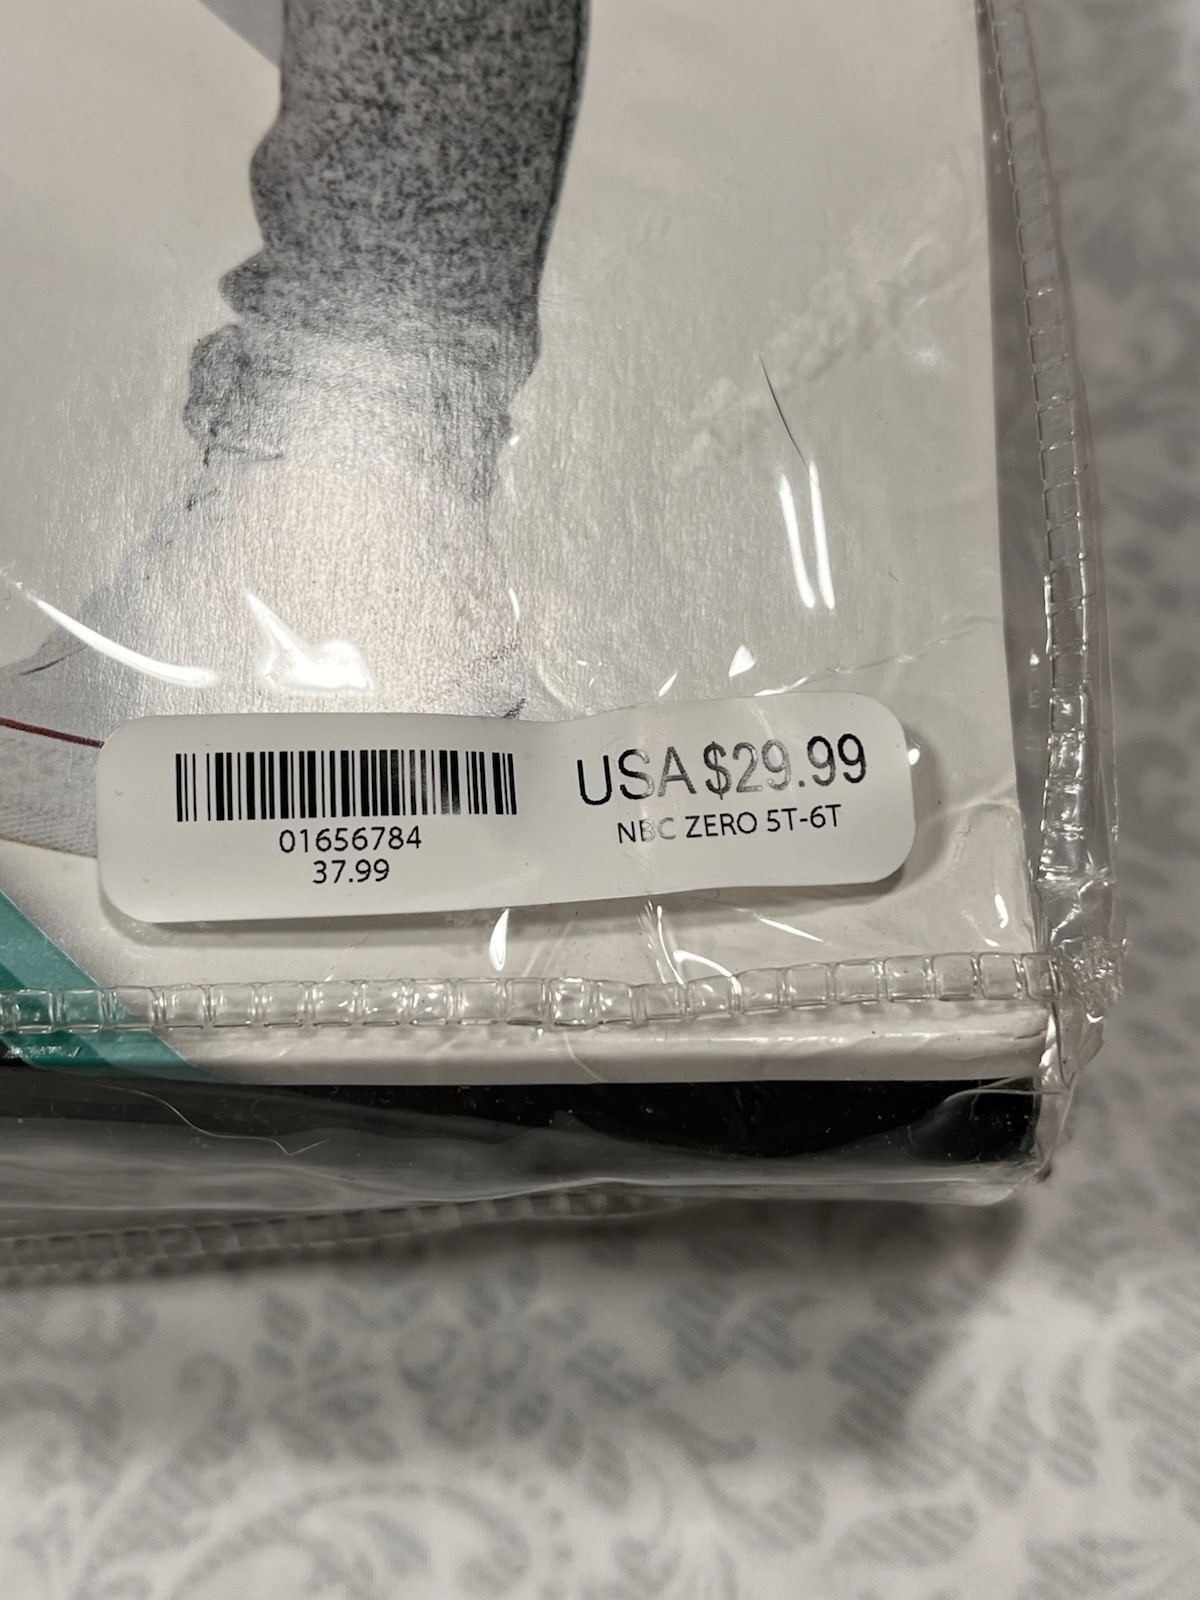 01656784
37.99
USA $29.99
NBC ZERO 5T-6T